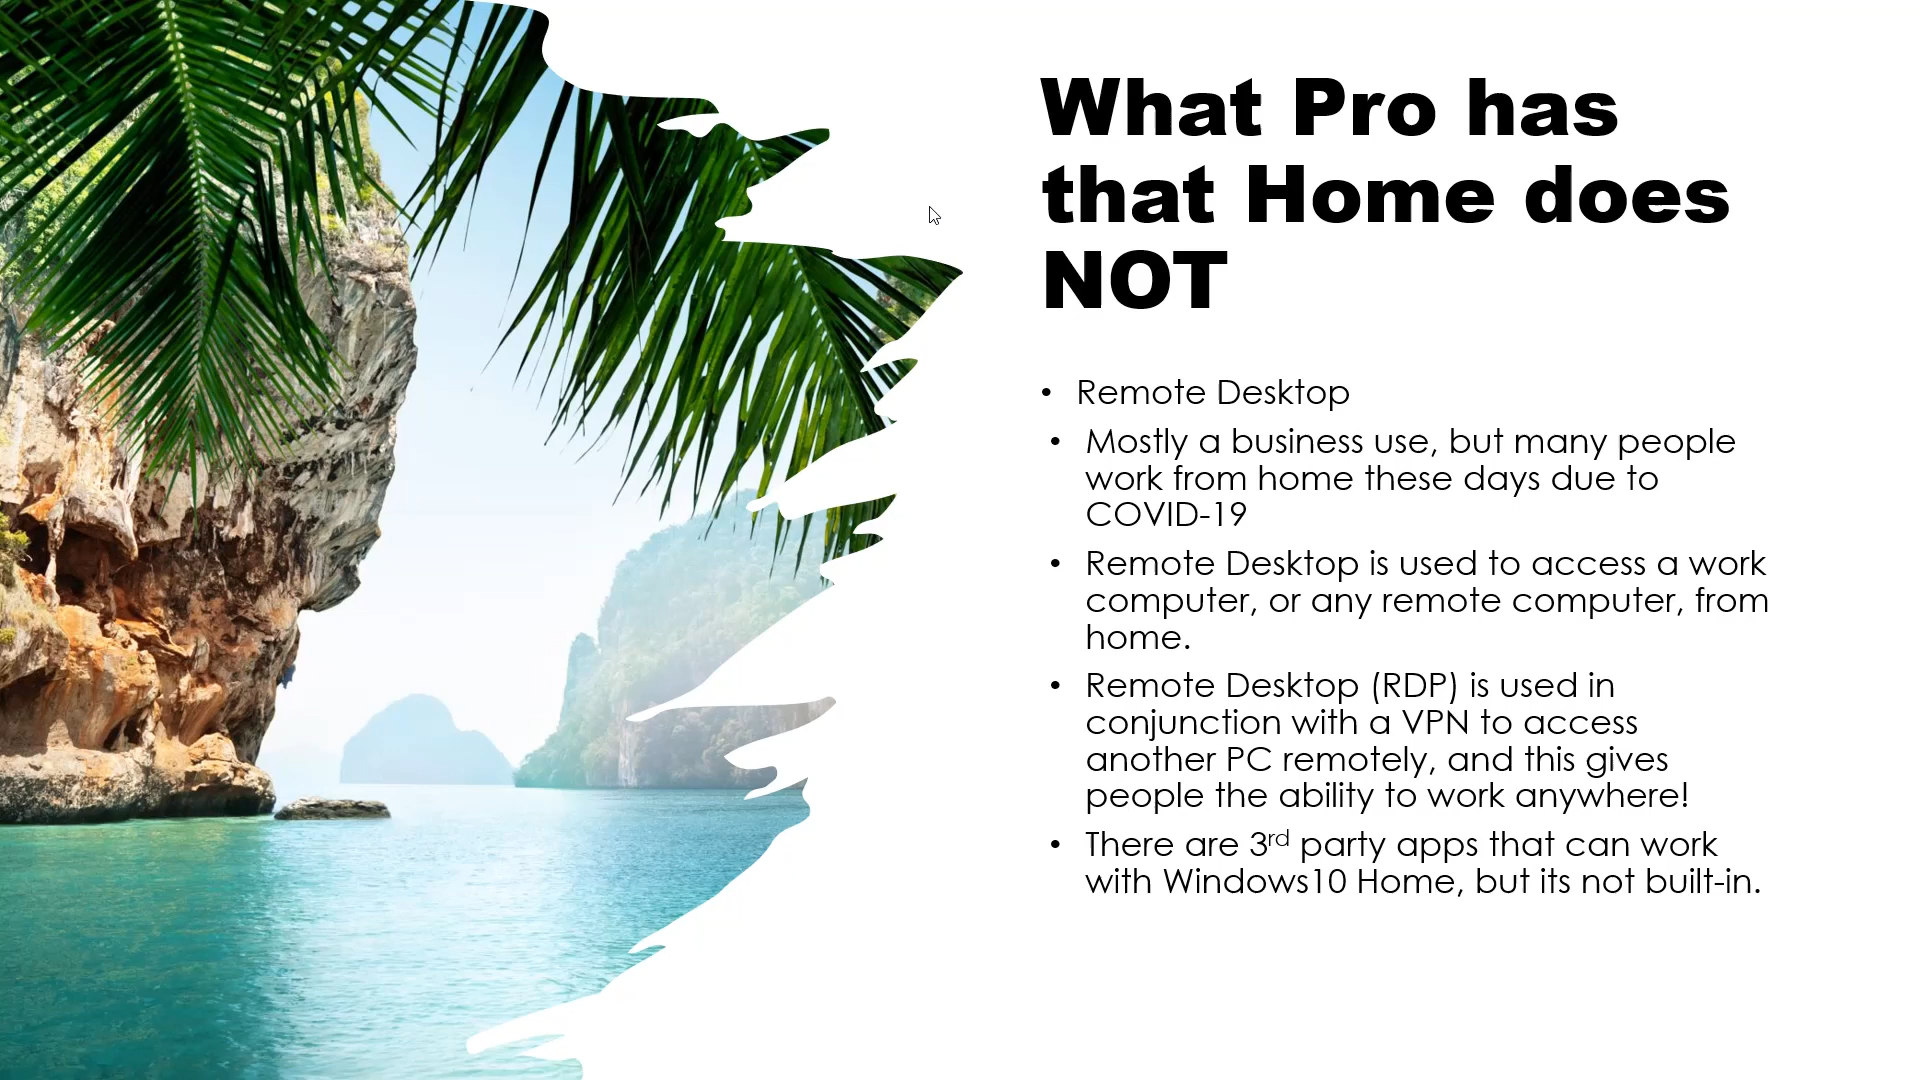 What Pro has
that Home does
NOT
• Remote Desktop
• Mostly a business use, but many people
work from home these days due to
COVID-19
• Remote Desktop is used to access a work
computer, or any remote computer, from
home.
• Remote Desktop (RDP) is used in
conjunction with a VPN to access
another PC remotely, and this gives
people the ability to work anywhere!
• There are 3rd party apps that can work
with Windows10 Home, but its not built-in.